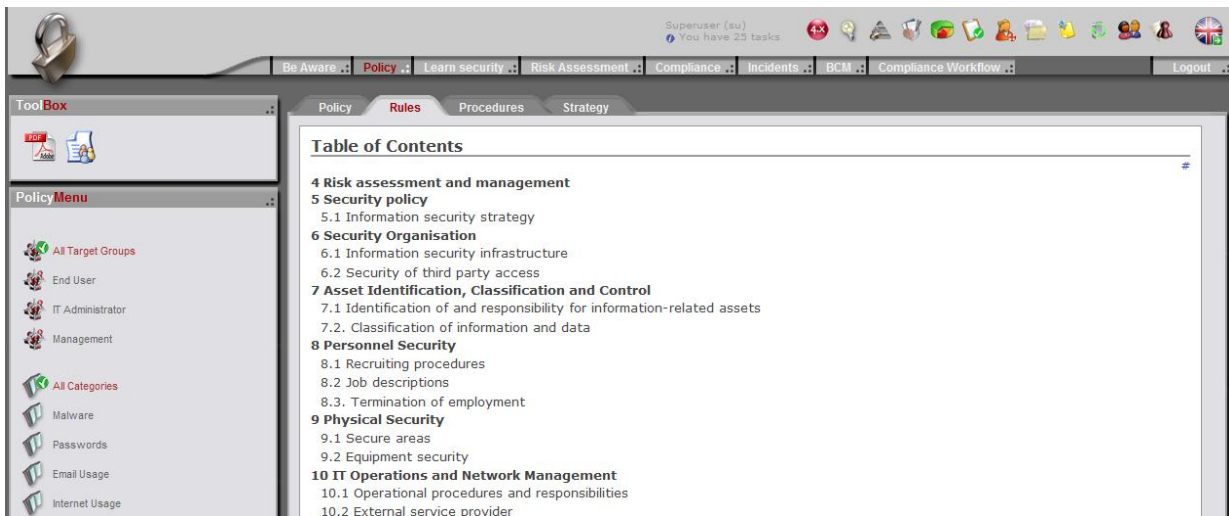 Superuser (su)
You have 25 tasks
4.x
Be Aware .: Policy .: Learn security .: Risk Assessment .: Compliance .: Incidents .: BCM .: Compliance Workflow .: Logout .:
ToolBox .:
PDF
Adobe
PolicyMenu .:
All Target Groups
End User
IT Administrator
Management
All Categories
Malware
Passwords
Email Usage
Internet Usage
Policy Rules Procedures Strategy
Table of Contents
#
4 Risk assessment and management
5 Security policy
5.1 Information security strategy
6 Security Organisation
6.1 Information security infrastructure
6.2 Security of third party access
7 Asset Identification, Classification and Control
7.1 Identification of and responsibility for information-related assets
7.2. Classification of information and data
8 Personnel Security
8.1 Recruiting procedures
8.2 Job descriptions
8.3. Termination of employment
9 Physical Security
9.1 Secure areas
9.2 Equipment security
10 IT Operations and Network Management
10.1 Operational procedures and responsibilities
10.2 External service provider